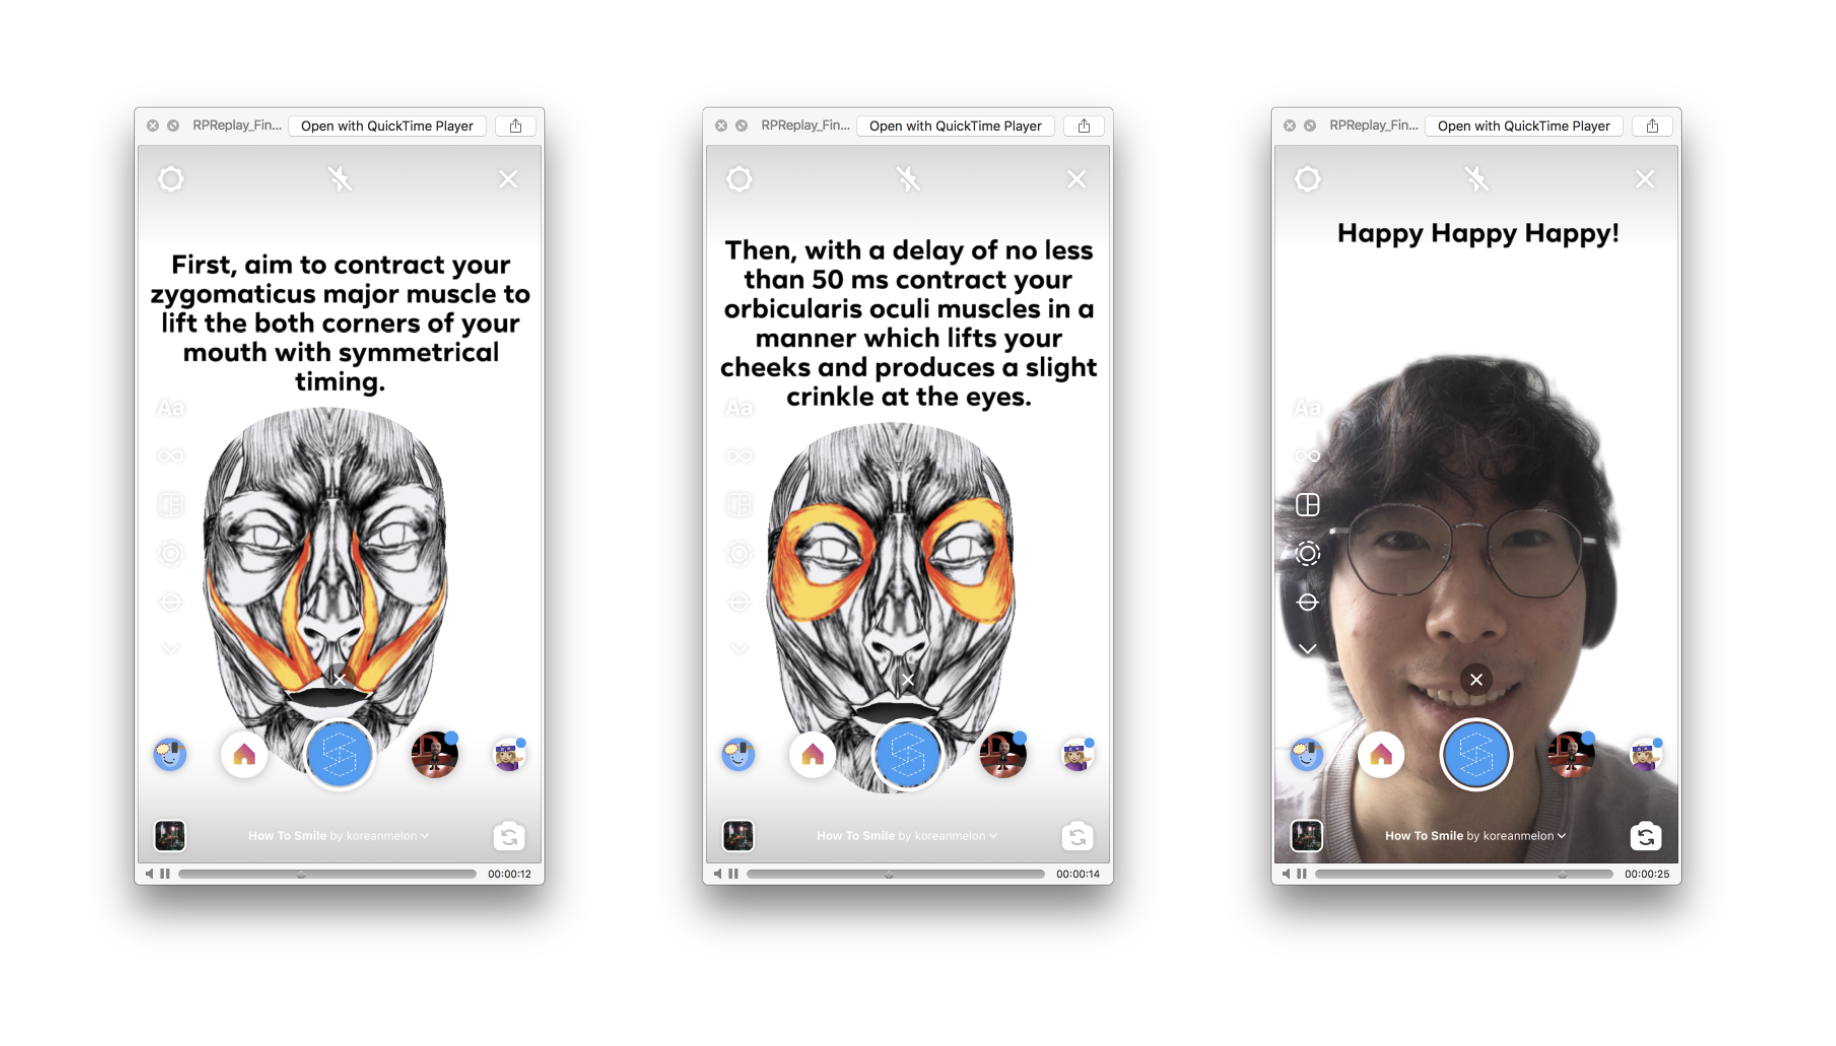 RPReplay_Fin...
Open with QuickTime Player
First, aim to contract your
zygomaticus major muscle to
lift the both corners of your
mouth with symmetrical
timing.
Aa
How To Smile by koreanmelon
00:00:12
RPReplay_Fin...
Open with QuickTime Player
Then, with a delay of no less
than 50 ms contract your
orbicularis oculi muscles in a
manner which lifts your
cheeks and produces a slight
crinkle at the eyes.
Aa
How To Smile by koreanmelon
00:00:14
RPReplay_Fin...
Open with QuickTime Player
Happy Happy Happy!
Aa
How To Smile by koreanmelon
00:00:25